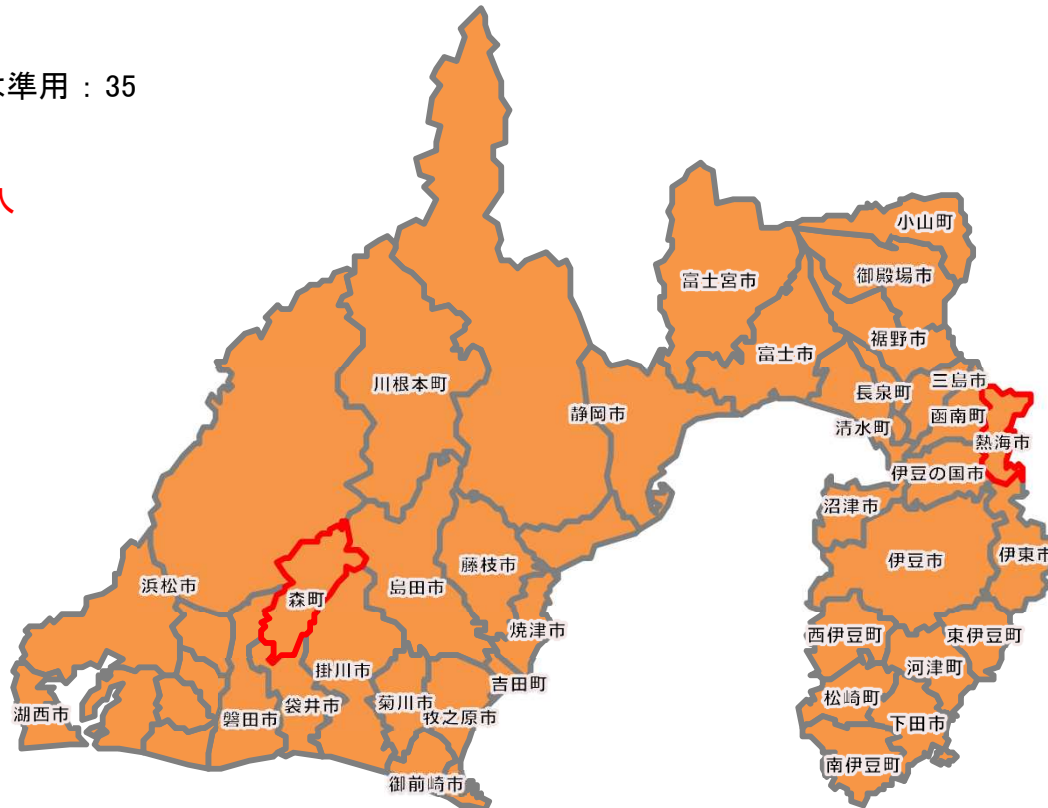 準用：35
人
小山町
富士宮市
御殿場市
裾野市
富士市
三島市
川根本町
長泉町
静岡市
函南町
清水町
熱海市
伊豆の国市
沼津市
伊豆市
伊東市
藤枝市
浜松市
島田市
森町
焼津市
西伊豆町
東伊豆町
掛川市
河津町
吉田町
菊川市
松崎町
袋井市
湖西市
磐田市
牧之原市
下田市
南伊豆町
御前崎市